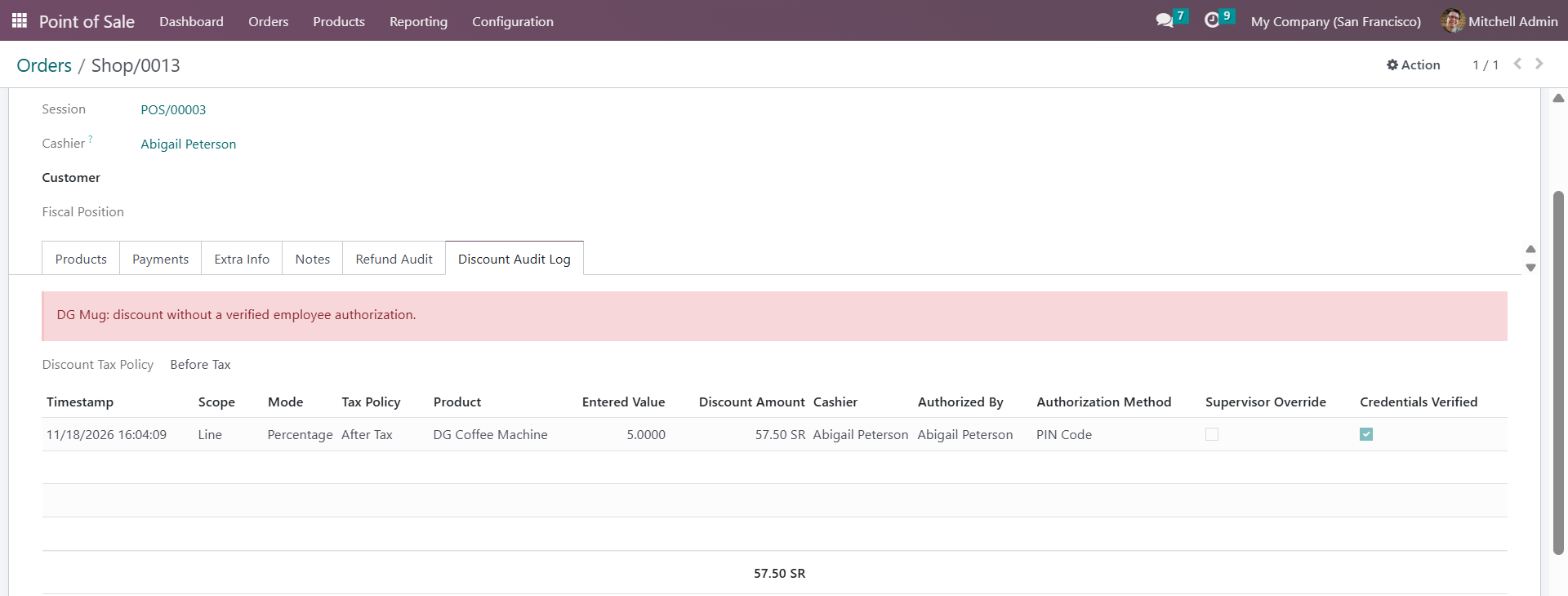 Point of Sale Dashboard Orders Products Reporting Configuration 7 9 My Company (San Francisco) Mitchell Admin
Orders / Shop/0013 Action 1 / 1
Session POS/00003
Cashier ? Abigail Peterson
Customer
Fiscal Position
Products Payments Extra Info Notes Refund Audit Discount Audit Log
DG Mug: discount without a verified employee authorization.
Discount Tax Policy Before Tax
Timestamp Scope Mode Tax Policy Product Entered Value Discount Amount Cashier Authorized By Authorization Method Supervisor Override Credentials Verified
11/18/2026 16:04:09 Line Percentage After Tax DG Coffee Machine 5.0000 57.50 SR Abigail Peterson Abigail Peterson PIN Code
57.50 SR